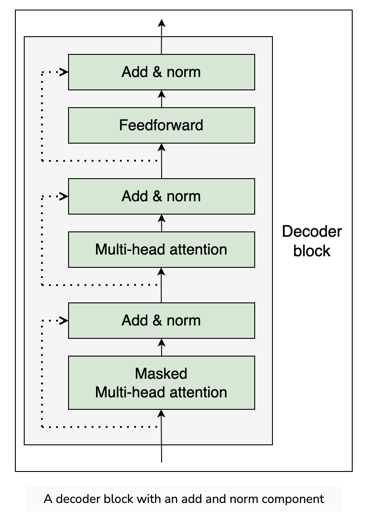 Add & norm
Feedforward
Add & norm
Multi-head attention
Add & norm
Masked
Multi-head attention
Decoder
block
A decoder block with an add and norm component